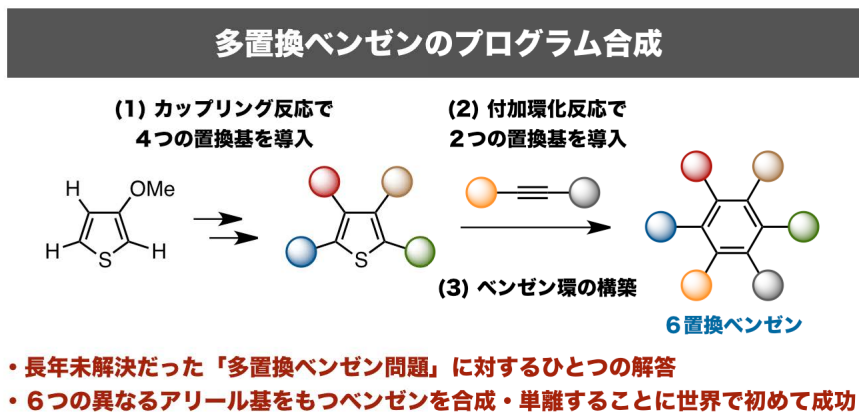 多置換ベンゼンのプログラム合成
(1) カップリング反応で
4つの置換基を導入
(2) 付加環化反応で
2つの置換基を導入
H
OMe
H
S
H
S
(3) ベンゼン環の構築
6置換ベンゼン
・長年未解決だった「多置換ベンゼン問題」に対するひとつの解答
・6つの異なるアリール基をもつベンゼンを合成・単離することに世界で初めて成功